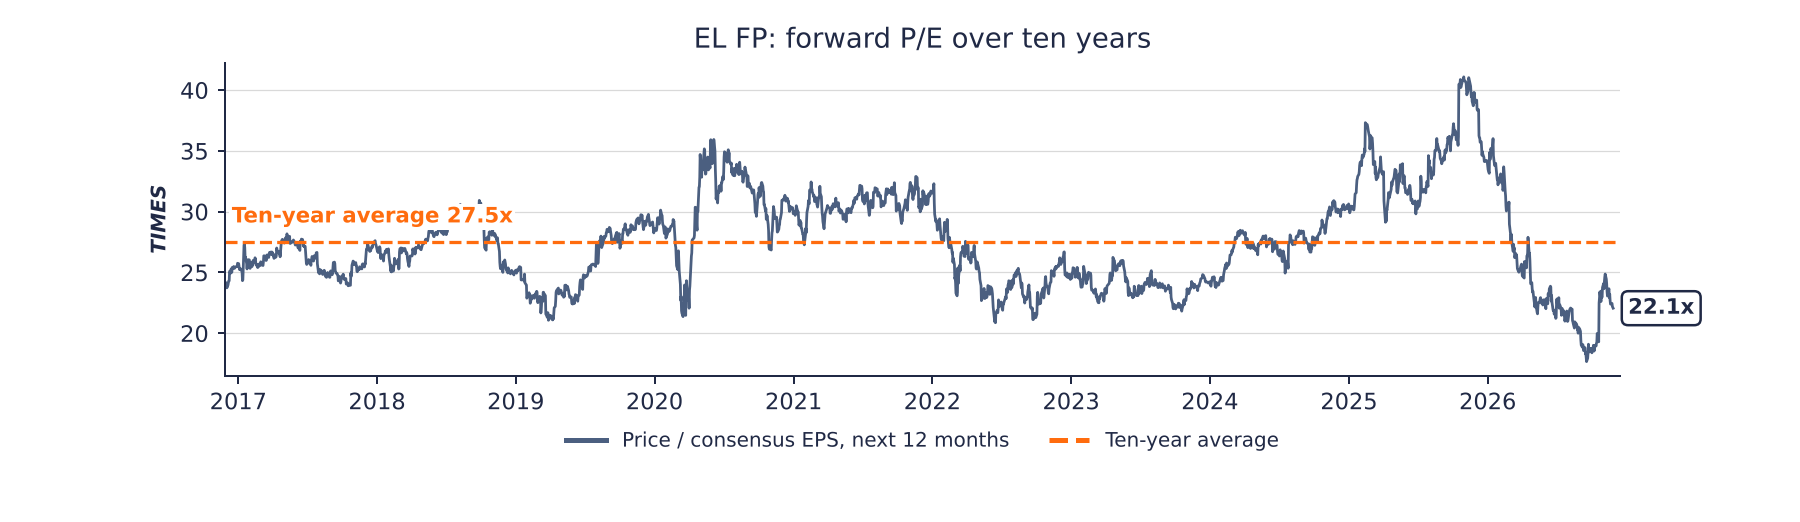 EL FP: forward P/E over ten years
TIMES
40
35
30
25
20
Ten-year average 27.5x
22.1x
2017 2018 2019 2020 2021 2022 2023 2024 2025 2026
Price / consensus EPS, next 12 months Ten-year average